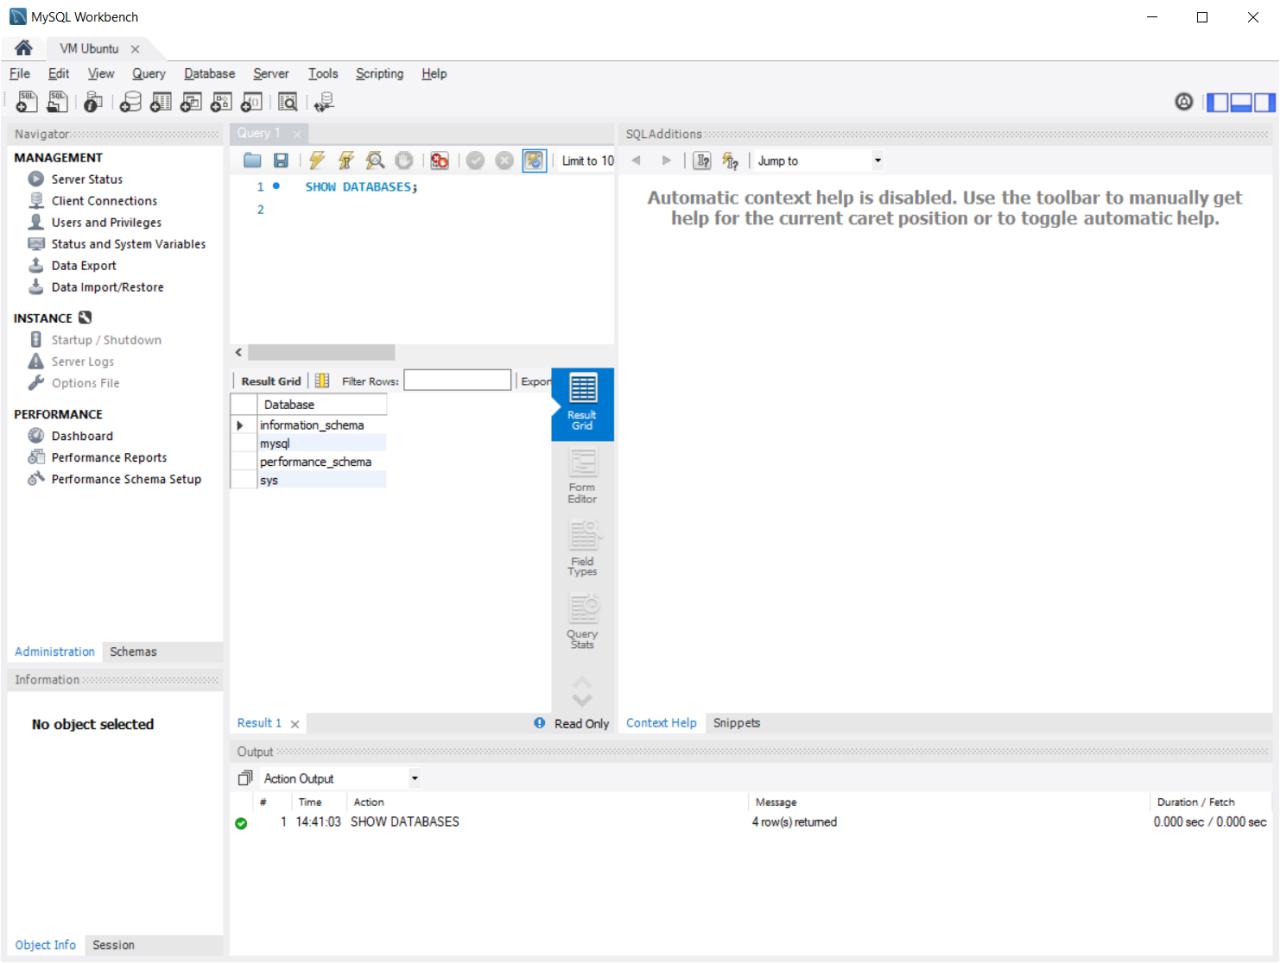 MySQL Workbench
VM Ubuntu
File Edit View Query Database Server Tools Scripting Help
Navigator
MANAGEMENT
Server Status
Client Connections
Users and Privileges
Status and System Variables
Data Export
Data Import/Restore
INSTANCE
Startup / Shutdown
Server Logs
Options File
PERFORMANCE
Dashboard
Performance Reports
Performance Schema Setup
Administration Schemas
Information
No object selected
Object Info Session
Query 1
Limit to 10
1 SHOW DATABASES;
2
Result Grid Filter Rows: Expor
Database
information_schema
mysql
performance_schema
sys
Result
Grid
Form
Editor
Field
Types
Query
Stats
Result 1 Read Only
SQLAdditions
Jump to
Automatic context help is disabled. Use the toolbar to manually get
help for the current caret position or to toggle automatic help.
Context Help Snippets
Output
Action Output
# Time Action Message Duration / Fetch
1 14:41:03 SHOW DATABASES 4 row(s) returned 0.000 sec / 0.000 sec